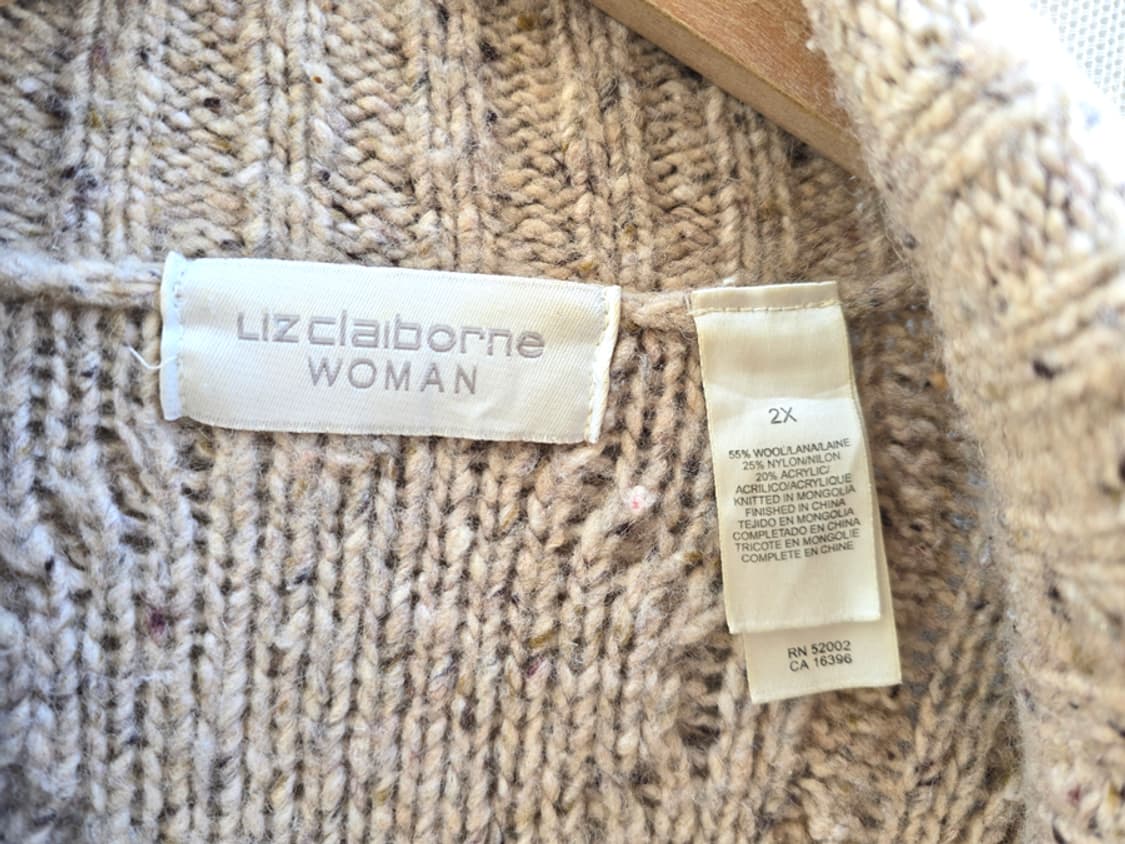 Liz claiborne
WOMAN
2X
55% WOOL/LANA/LAINE
25% NYLON/NILON
20% ACRYLIC/
ACRILICO/ACRYLIQUE
KNITTED IN MONGOLIA
FINISHED IN CHINA
TEJIDO EN MONGOLIA
COMPLETADO EN CHINA
TRICOTE EN MONGOLIE
COMPLETE EN CHINE
RN 52002
CA 16396